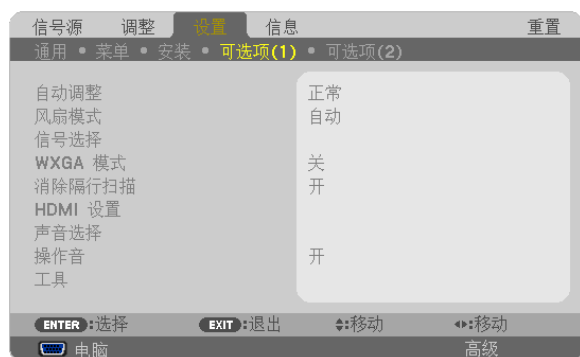 信号源 调整 设置 信息 重置
通用 • 菜单 • 安装 • 可选项(1) • 可选项(2)
自动调整 正常
风扇模式 自动
信号选择
WXGA 模式 关
消除隔行扫描 开
HDMI 设置
声音选择
操作音 开
工具
ENTER :选择 EXIT :退出 :移动 :移动
电脑 高级